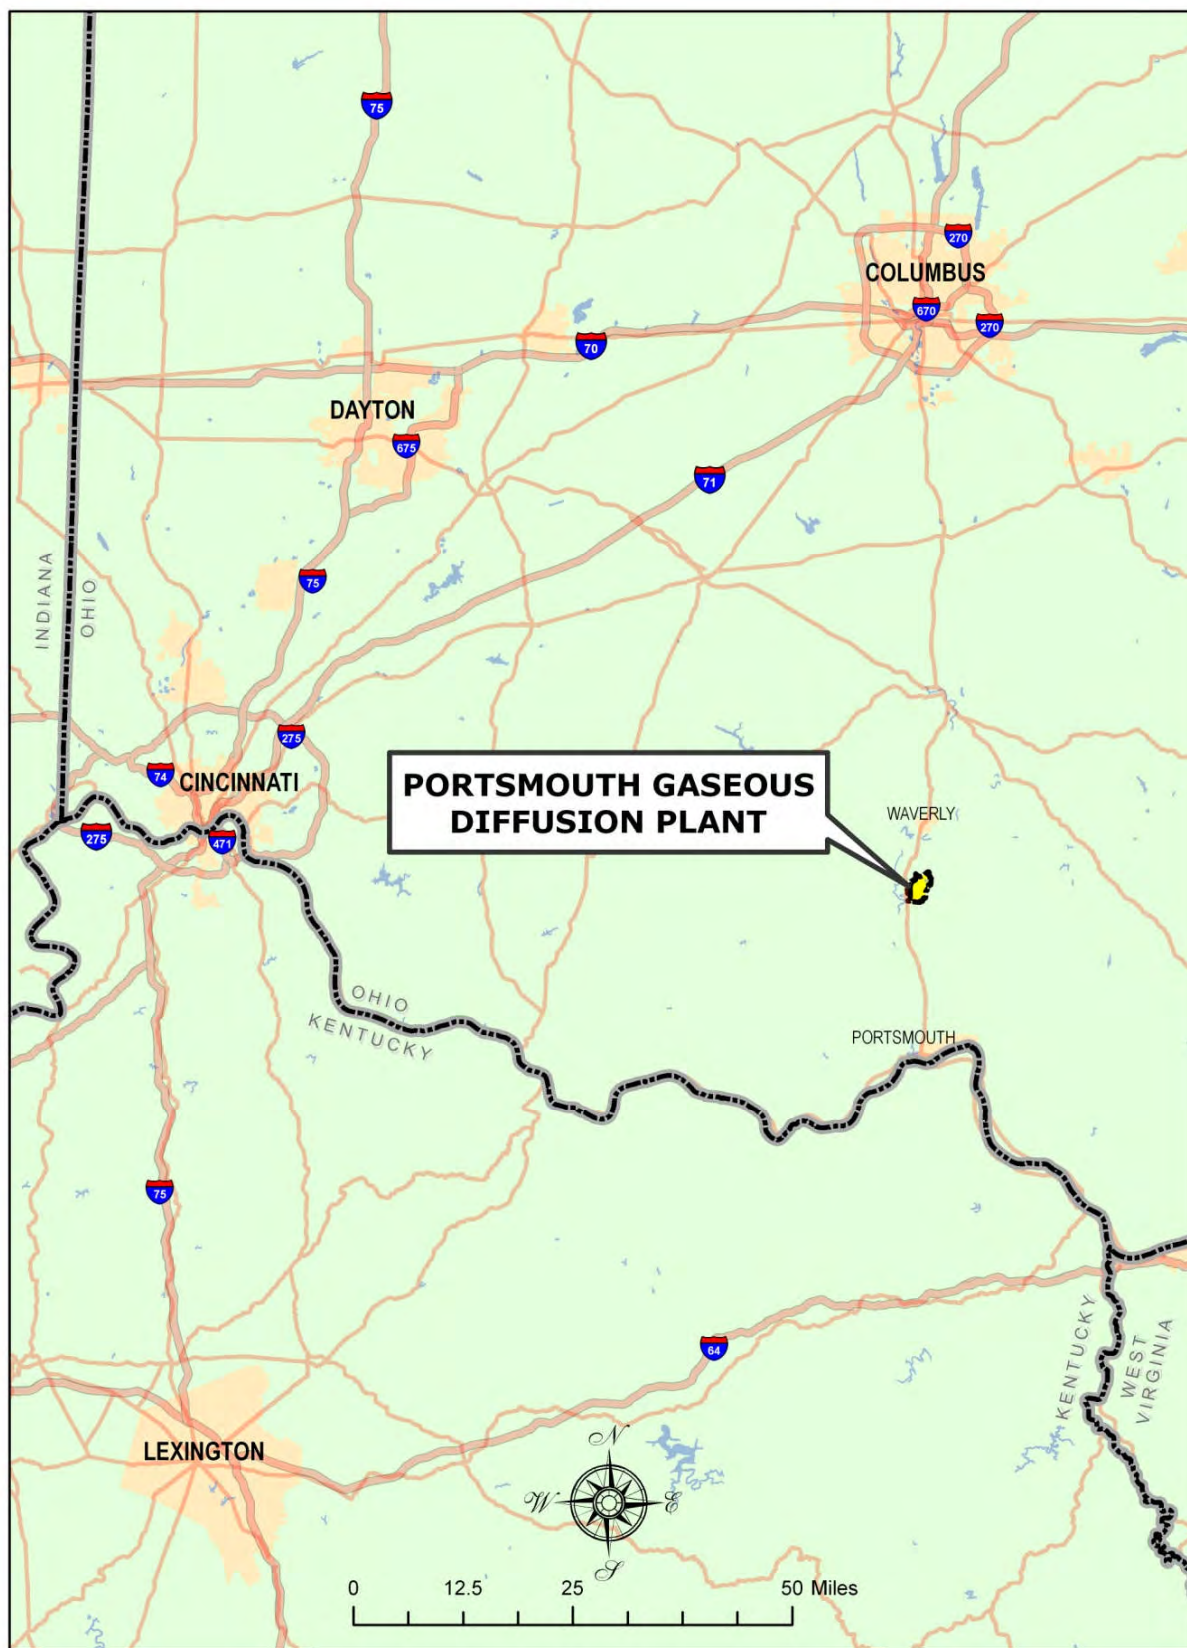 75
270
COLUMBUS
670
270
70
DAYTON
675
71
INDIANA
OHIO
75
275
74
CINCINNATI
PORTSMOUTH GASEOUS
DIFFUSION PLANT
WAVERLY
275
471
OHIO
KENTUCKY
PORTSMOUTH
75
KENTUCKY
WEST
VIRGINIA
64
LEXINGTON
N
W
E
S
0 12.5 25 50 Miles